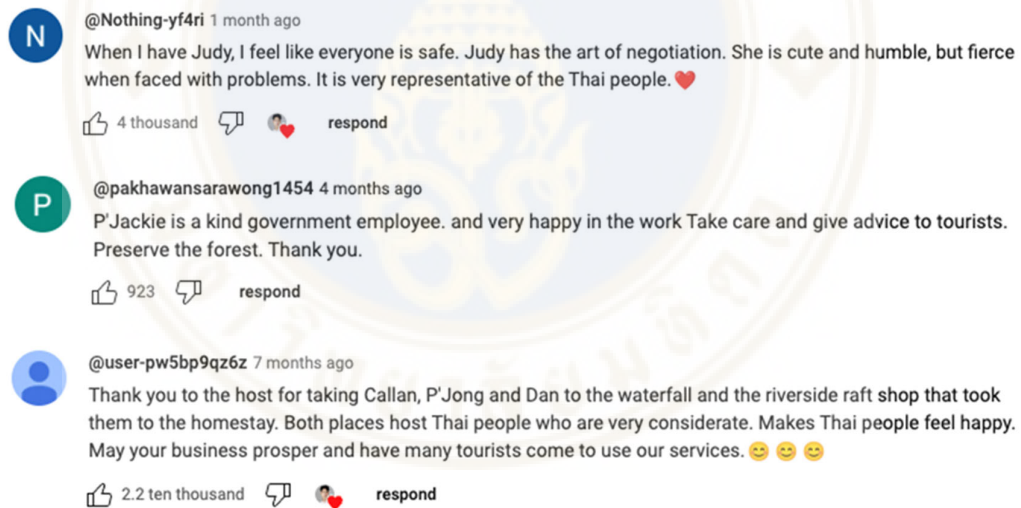 N
@Nothing-yf4ri 1 month ago
When I have Judy, I feel like everyone is safe. Judy has the art of negotiation. She is cute and humble, but fierce
when faced with problems. It is very representative of the Thai people.❤️
4 thousand respond
P
@pakhawansarawong1454 4 months ago
P'Jackie is a kind government employee. and very happy in the work Take care and give advice to tourists.
Preserve the forest. Thank you.
923 respond
@user-pw5bp9qz6z 7 months ago
Thank you to the host for taking Callan, P'Jong and Dan to the waterfall and the riverside raft shop that took
them to the homestay. Both places host Thai people who are very considerate. Makes Thai people feel happy.
May your business prosper and have many tourists come to use our services.😊 😊 😊
2.2 ten thousand respond